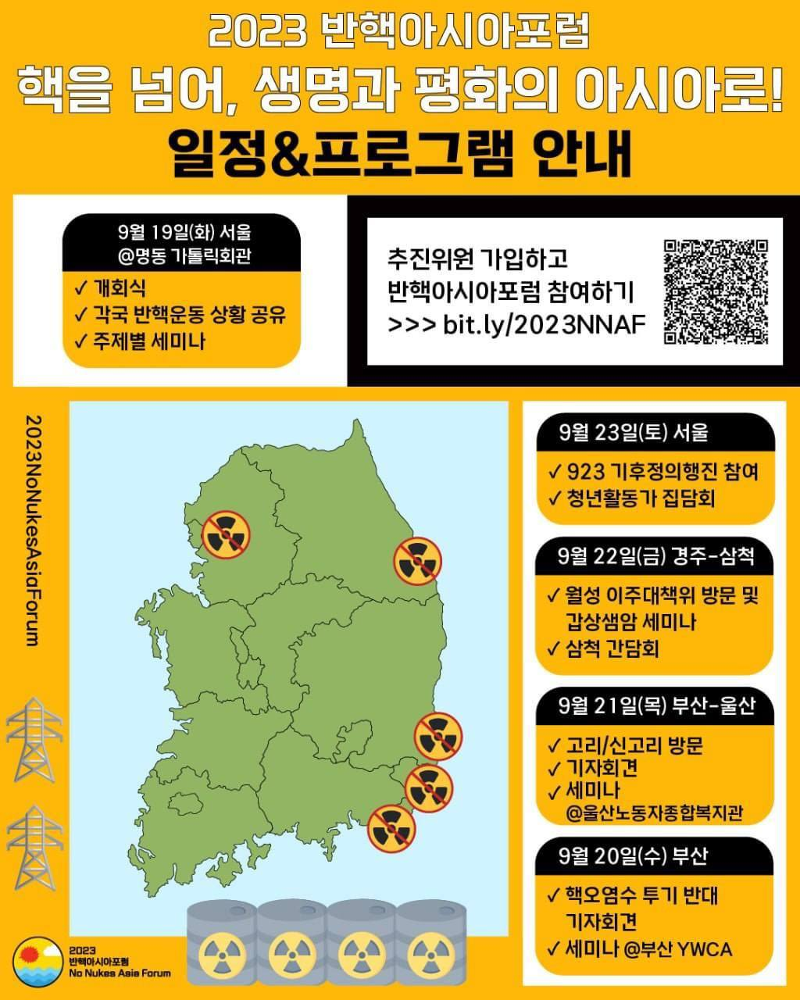 2023 반핵아시아포럼
핵을 넘어, 생명과 평화의 아시아로!
일정&프로그램 안내
9월 19일(화) 서울
@명동 가톨릭회관
✓ 개회식
✓ 각국 반핵운동 상황 공유
✓ 주제별 세미나
추진위원 가입하고
반핵아시아포럼 참여하기
>>> bit.ly/2023NNAF
2023NoNukesAsiaForum
9월 23일(토) 서울
✓ 923 기후정의행진 참여
✓ 청년활동가 집담회
9월 22일(금) 경주-삼척
✓ 월성 이주대책위 방문 및
갑상샘암 세미나
✓ 삼척 간담회
9월 21일(목) 부산-울산
✓ 고리/신고리 방문
✓ 기자회견
✓ 세미나
@울산노동자종합복지관
9월 20일(수) 부산
✓ 핵오염수 투기 반대
기자회견
✓ 세미나 @부산 YWCA
2023
반핵아시아포럼
No Nukes Asia Forum